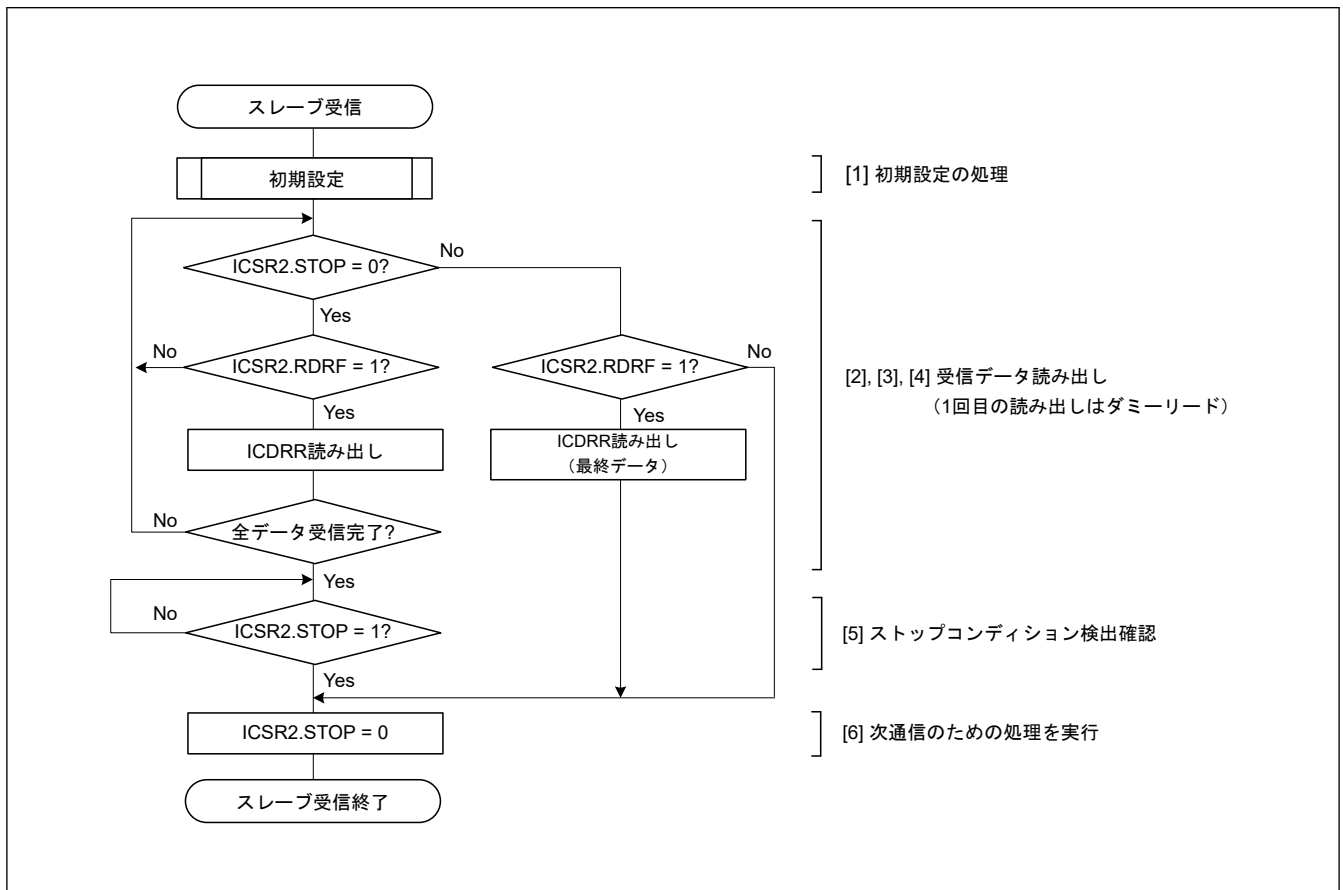 スレーブ受信
初期設定
[1] 初期設定の処理
ICSR2.STOP = 0?
No
Yes
ICSR2.RDRF = 1?
No
Yes
ICSR2.RDRF = 1?
No
Yes
[2], [3], [4] 受信データ読み出し
（1回目の読み出しはダミーリード）
ICDRR読み出し
ICDRR読み出し
（最終データ）
全データ受信完了?
No
Yes
ICSR2.STOP = 1?
No
Yes
[5] ストップコンディション検出確認
ICSR2.STOP = 0
[6] 次通信のための処理を実行
スレーブ受信終了